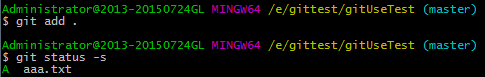 Administrator@2013-20150724GL MINGW64 /e/gittest/gitUseTest (master)
$ git add .
Administrator@2013-20150724GL MINGW64 /e/gittest/gitUseTest (master)
$ git status -s
A  aaa.txt